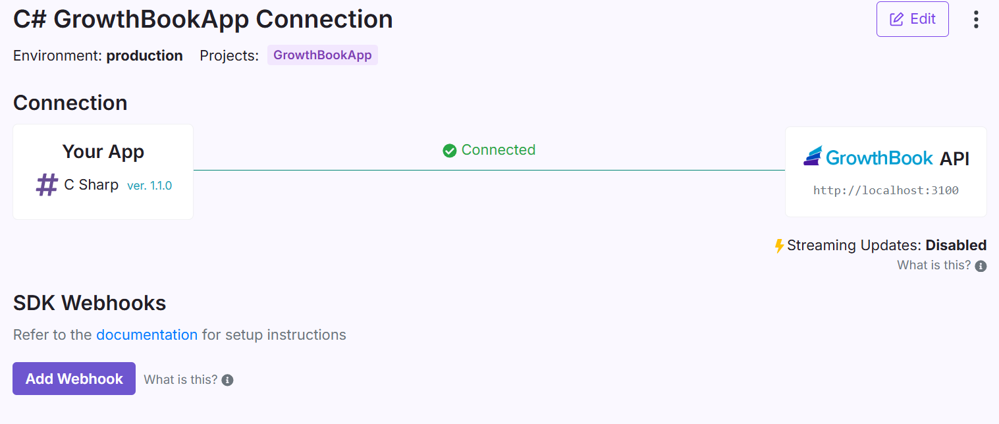 C# GrowthBookApp Connection
Edit
Environment: production Projects: GrowthBookApp
Connection
Your App
C Sharp ver. 1.1.0
Connected
GrowthBook API
http://localhost:3100
Streaming Updates: Disabled
What is this?
SDK Webhooks
Refer to the documentation for setup instructions
Add Webhook What is this?